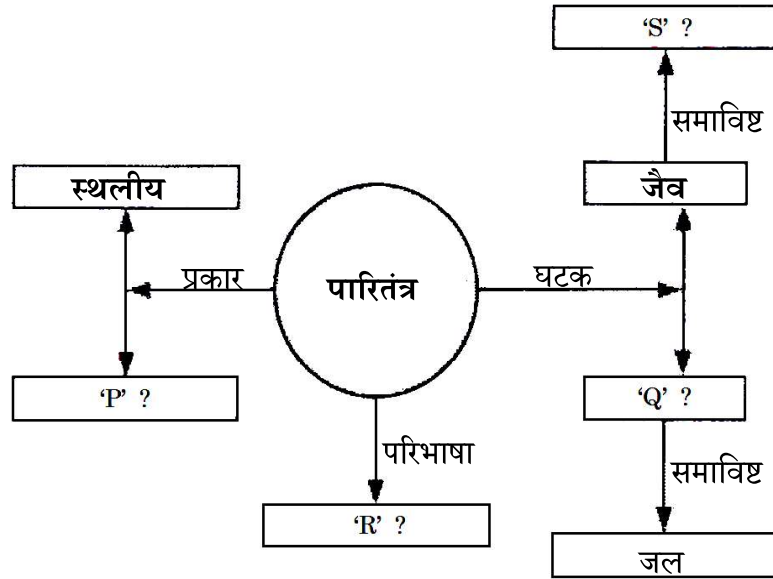 ‘S’ ?
समाविष्ट
स्थलीय
जैव
प्रकार
पारितंत्र
घटक
‘P’ ?
‘Q’ ?
परिभाषा
समाविष्ट
‘R’ ?
जल